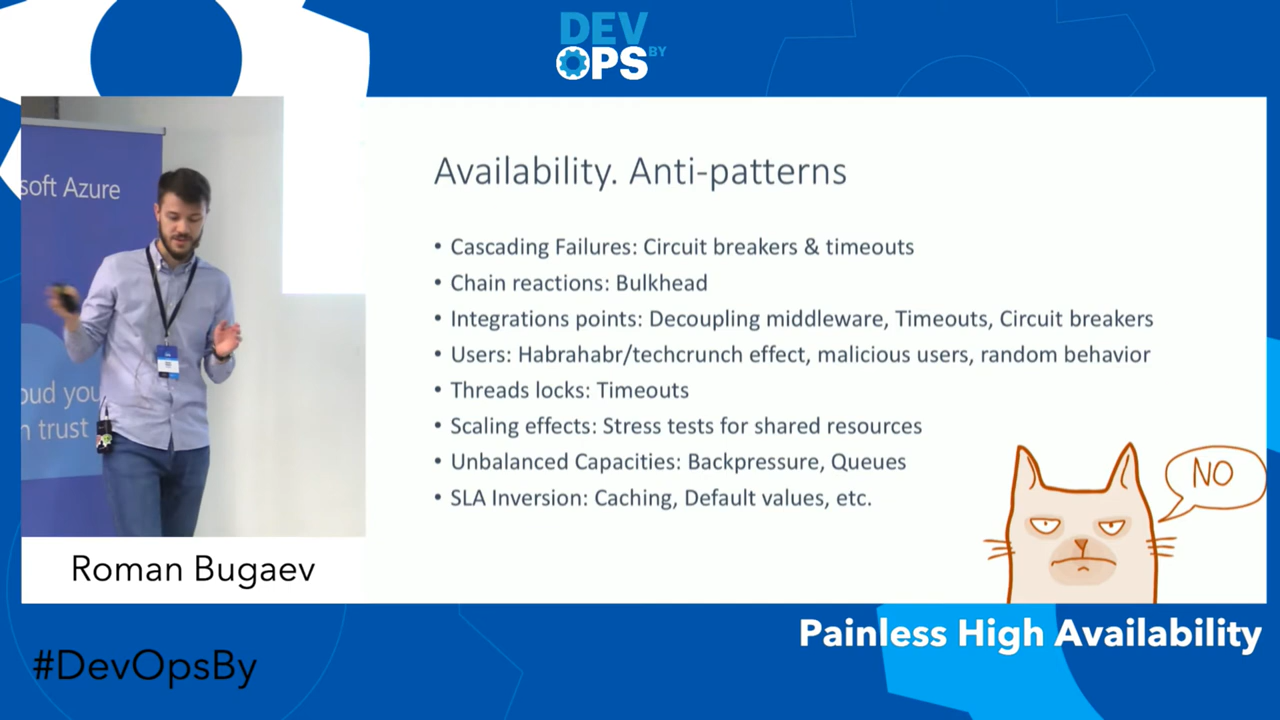 DEV
OPS BY
soft Azure
oud you
n trust
Availability. Anti-patterns
• Cascading Failures: Circuit breakers & timeouts
• Chain reactions: Bulkhead
• Integrations points: Decoupling middleware, Timeouts, Circuit breakers
• Users: Habrahabr/techcrunch effect, malicious users, random behavior
• Threads locks: Timeouts
• Scaling effects: Stress tests for shared resources
• Unbalanced Capacities: Backpressure, Queues
• SLA Inversion: Caching, Default values, etc.
NO
Roman Bugaev
Painless High Availability
#DevOpsBy